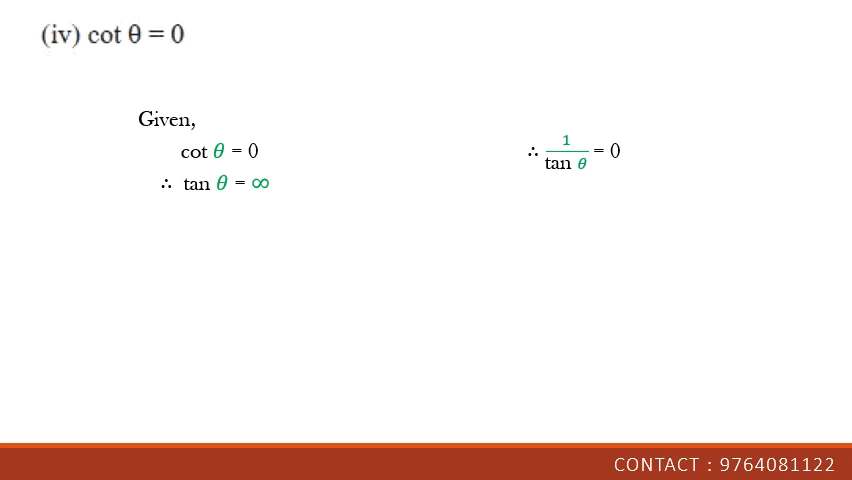 (iv) cot θ = 0
Given,
cot θ = 0
∴ 1/tan θ = 0
∴ tan θ = ∞
CONTACT : 9764081122